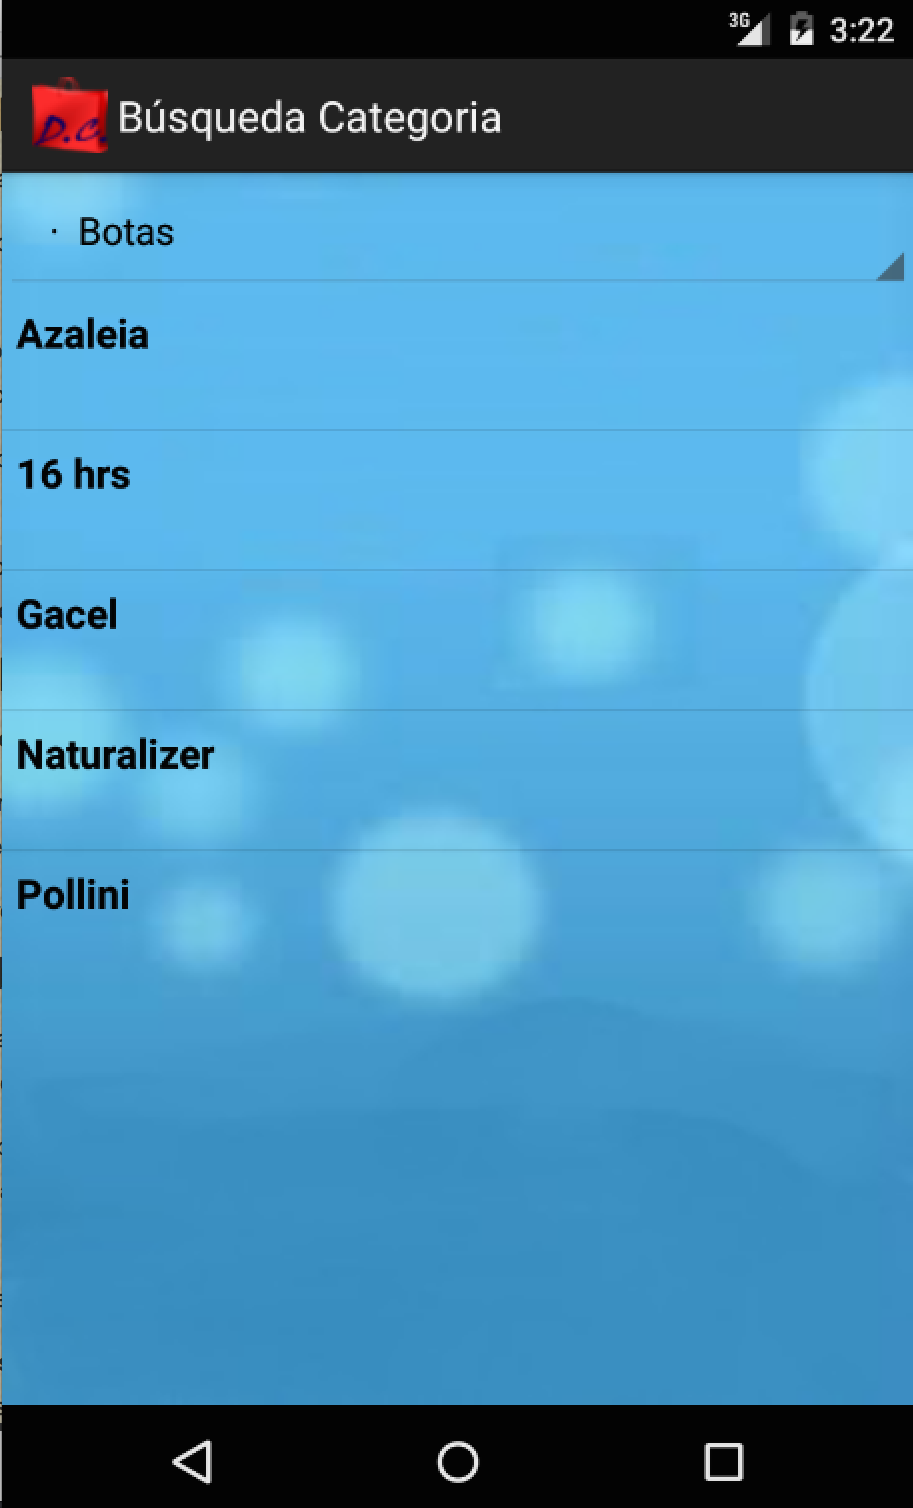 3G 3:22
D.C. Búsqueda Categoria
· Botas
Azaleia
16 hrs
Gacel
Naturalizer
Pollini